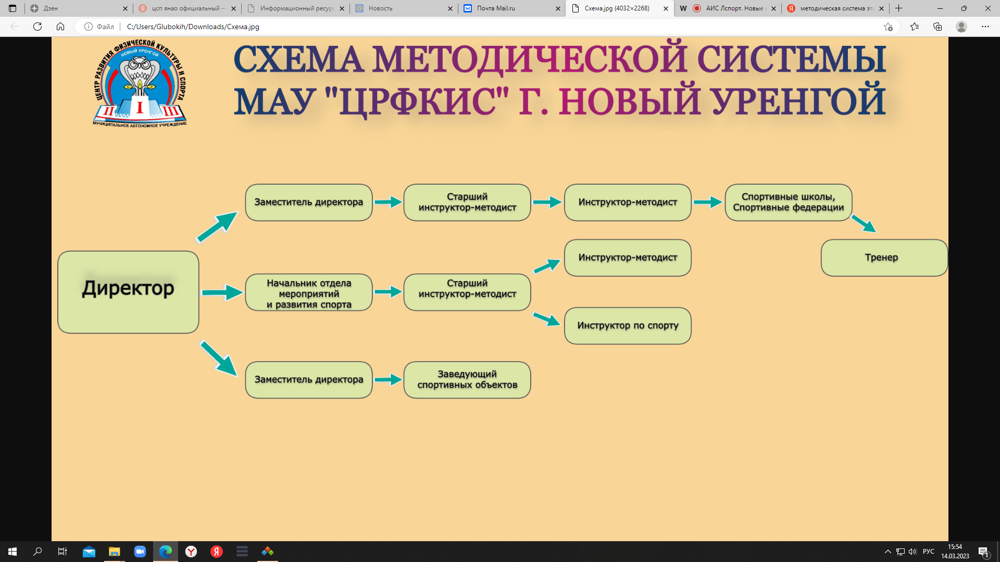 Дзен
цсп янао официальный —
Информационный ресурс
Новость
Почта Mail.ru
Схема.jpg (4032×2268)
W
АИС Лспорт. Новые
методическая система это
Файл
C:/Users/Glubokih/Downloads/Схема.jpg
ЦЕНТР РАЗВИТИЯ ФИЗИЧЕСКОЙ КУЛЬТУРЫ И СПОРТА
НОВЫЙ УРЕНГОЙ
II I III
МУНИЦИПАЛЬНОЕ АВТОНОМНОЕ УЧРЕЖДЕНИЕ
СХЕМА МЕТОДИЧЕСКОЙ СИСТЕМЫ
МАУ "ЦРФКИС" Г. НОВЫЙ УРЕНГОЙ
Директор
Заместитель директора
Старший
инструктор-методист
Инструктор-методист
Спортивные школы,
Спортивные федерации
Тренер
Начальник отдела
мероприятий
и развития спорта
Старший
инструктор-методист
Инструктор-методист
Инструктор по спорту
Заместитель директора
Заведующий
спортивных объектов
РУС
15:54
14.03.2023
1